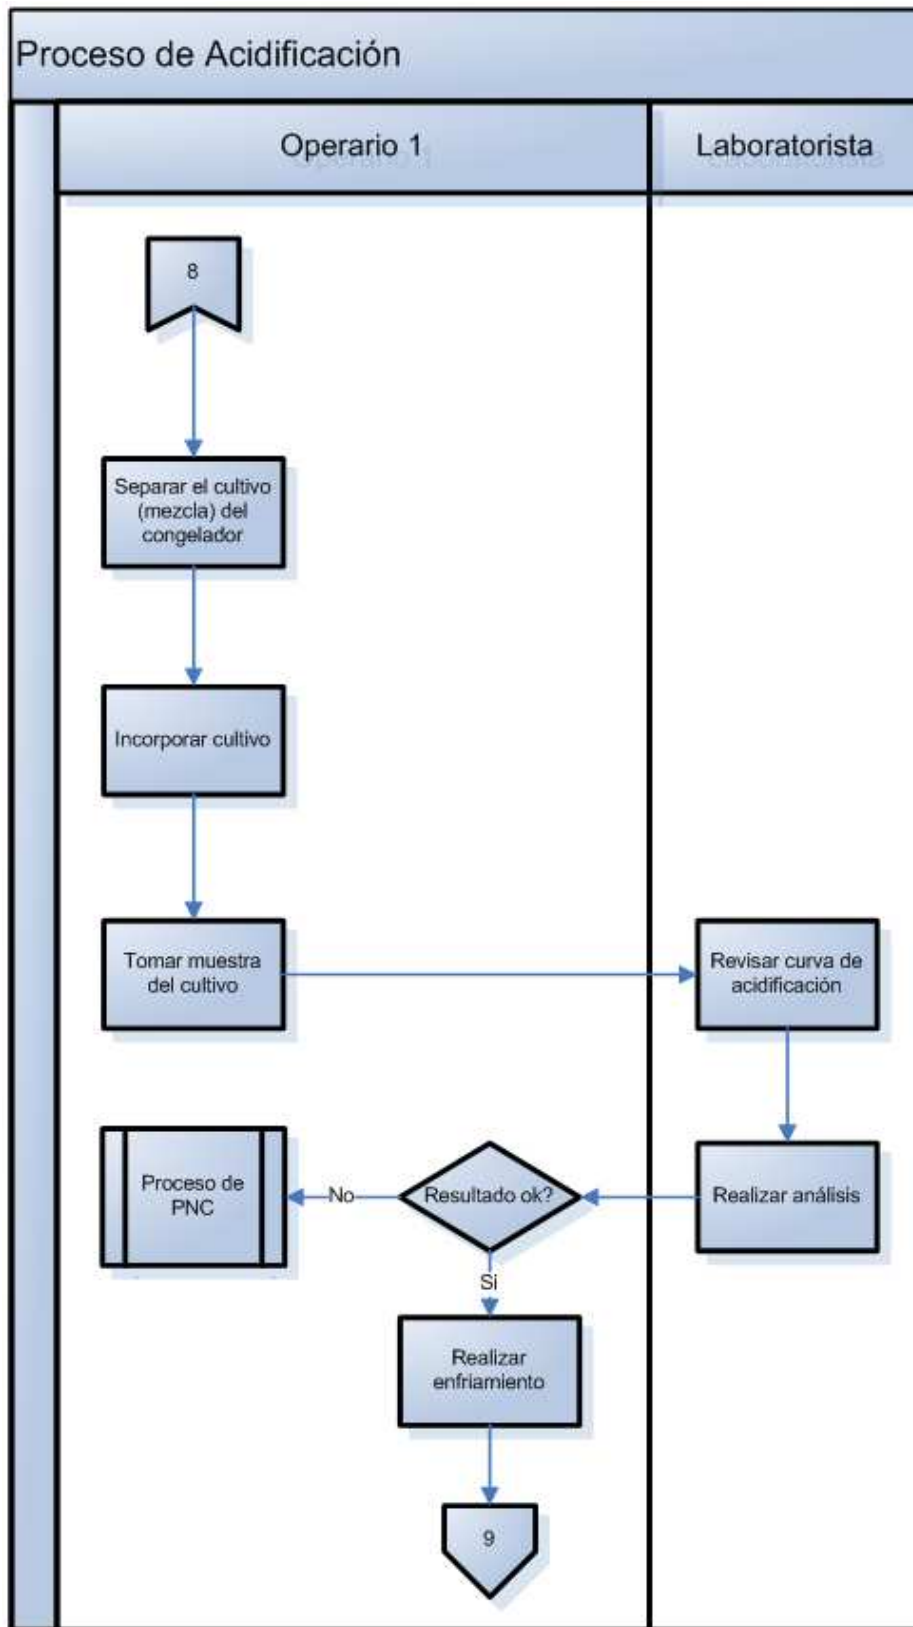 Proceso de Acidificación
Operario 1
Laboratorista
8
Separar el cultivo
(mezcla) del
congelador
Incorporar cultivo
Tomar muestra
del cultivo
Revisar curva de
acidificación
Proceso de
PNC
No
Resultado ok?
Realizar análisis
Si
Realizar
enfriamiento
9